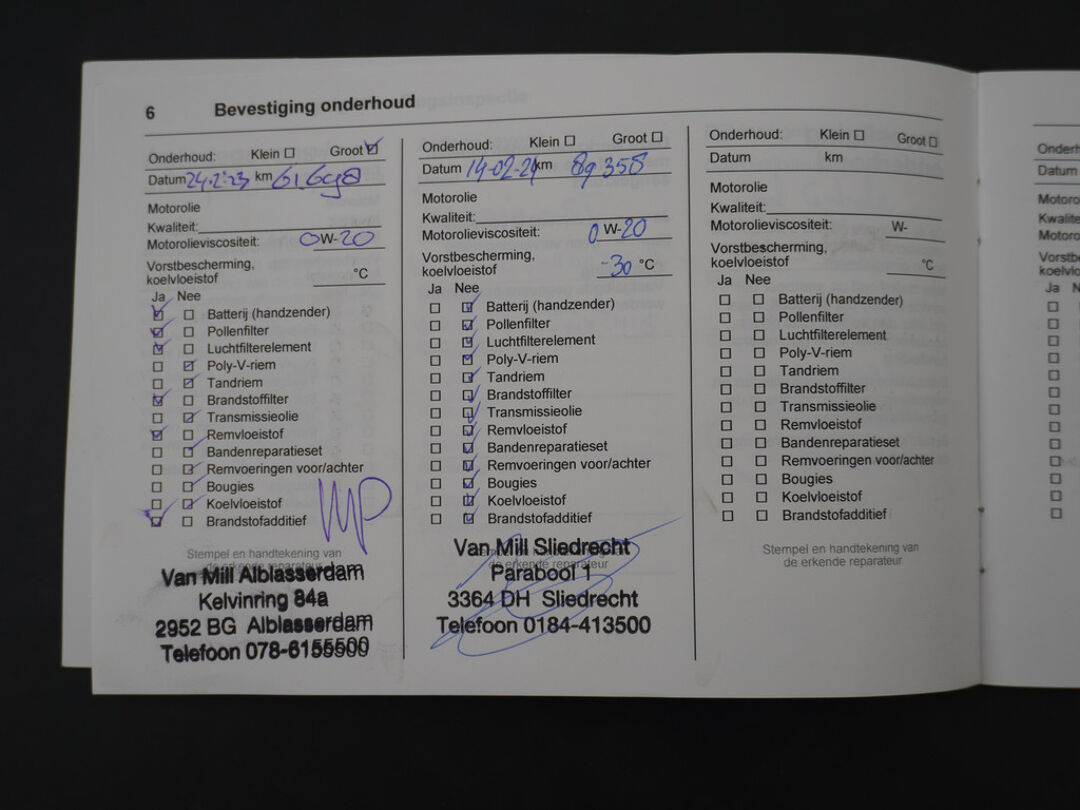 6 Bevestiging onderhoud
Onderhoud: Klein ☐ Groot ☑
Datum 24.2.23 km
Motorolie
Kwaliteit:
Motorolieviscositeit: 0W-20
Vorstbescherming,
koelvloeistof °C
Ja Nee
Batterij (handzender)
Pollenfilter
Luchtfilterelement
Poly-V-riem
Tandriem
Brandstoffilter
Transmissieolie
Remvloeistof
Bandenreparatieset
Remvoeringen voor/achter
Bougies
Koelvloeistof
Brandstofadditief
Stempel en handtekening van
de erkende reparateur
Van Mill Alblasserdam
Kelvinring 84a
2952 BG Alblasserdam
Telefoon 078-6155500
Onderhoud: Klein ☐ Groot ☐
Datum 14-02-24 km 89 358
Motorolie
Kwaliteit:
Motorolieviscositeit: 0W-20
Vorstbescherming,
koelvloeistof -30 °C
Ja Nee
Batterij (handzender)
Pollenfilter
Luchtfilterelement
Poly-V-riem
Tandriem
Brandstoffilter
Transmissieolie
Remvloeistof
Bandenreparatieset
Remvoeringen voor/achter
Bougies
Koelvloeistof
Brandstofadditief
Van Mill Sliedrecht
Parabool 1
3364 DH Sliedrecht
Telefoon 0184-413500
Onderhoud: Klein ☐ Groot ☐
Datum km
Motorolie
Kwaliteit:
Motorolieviscositeit: W-
Vorstbescherming,
koelvloeistof °C
Ja Nee
Batterij (handzender)
Pollenfilter
Luchtfilterelement
Poly-V-riem
Tandriem
Brandstoffilter
Transmissieolie
Remvloeistof
Bandenreparatieset
Remvoeringen voor/achter
Bougies
Koelvloeistof
Brandstofadditief
Stempel en handtekening van
de erkende reparateur
Datum
Ja